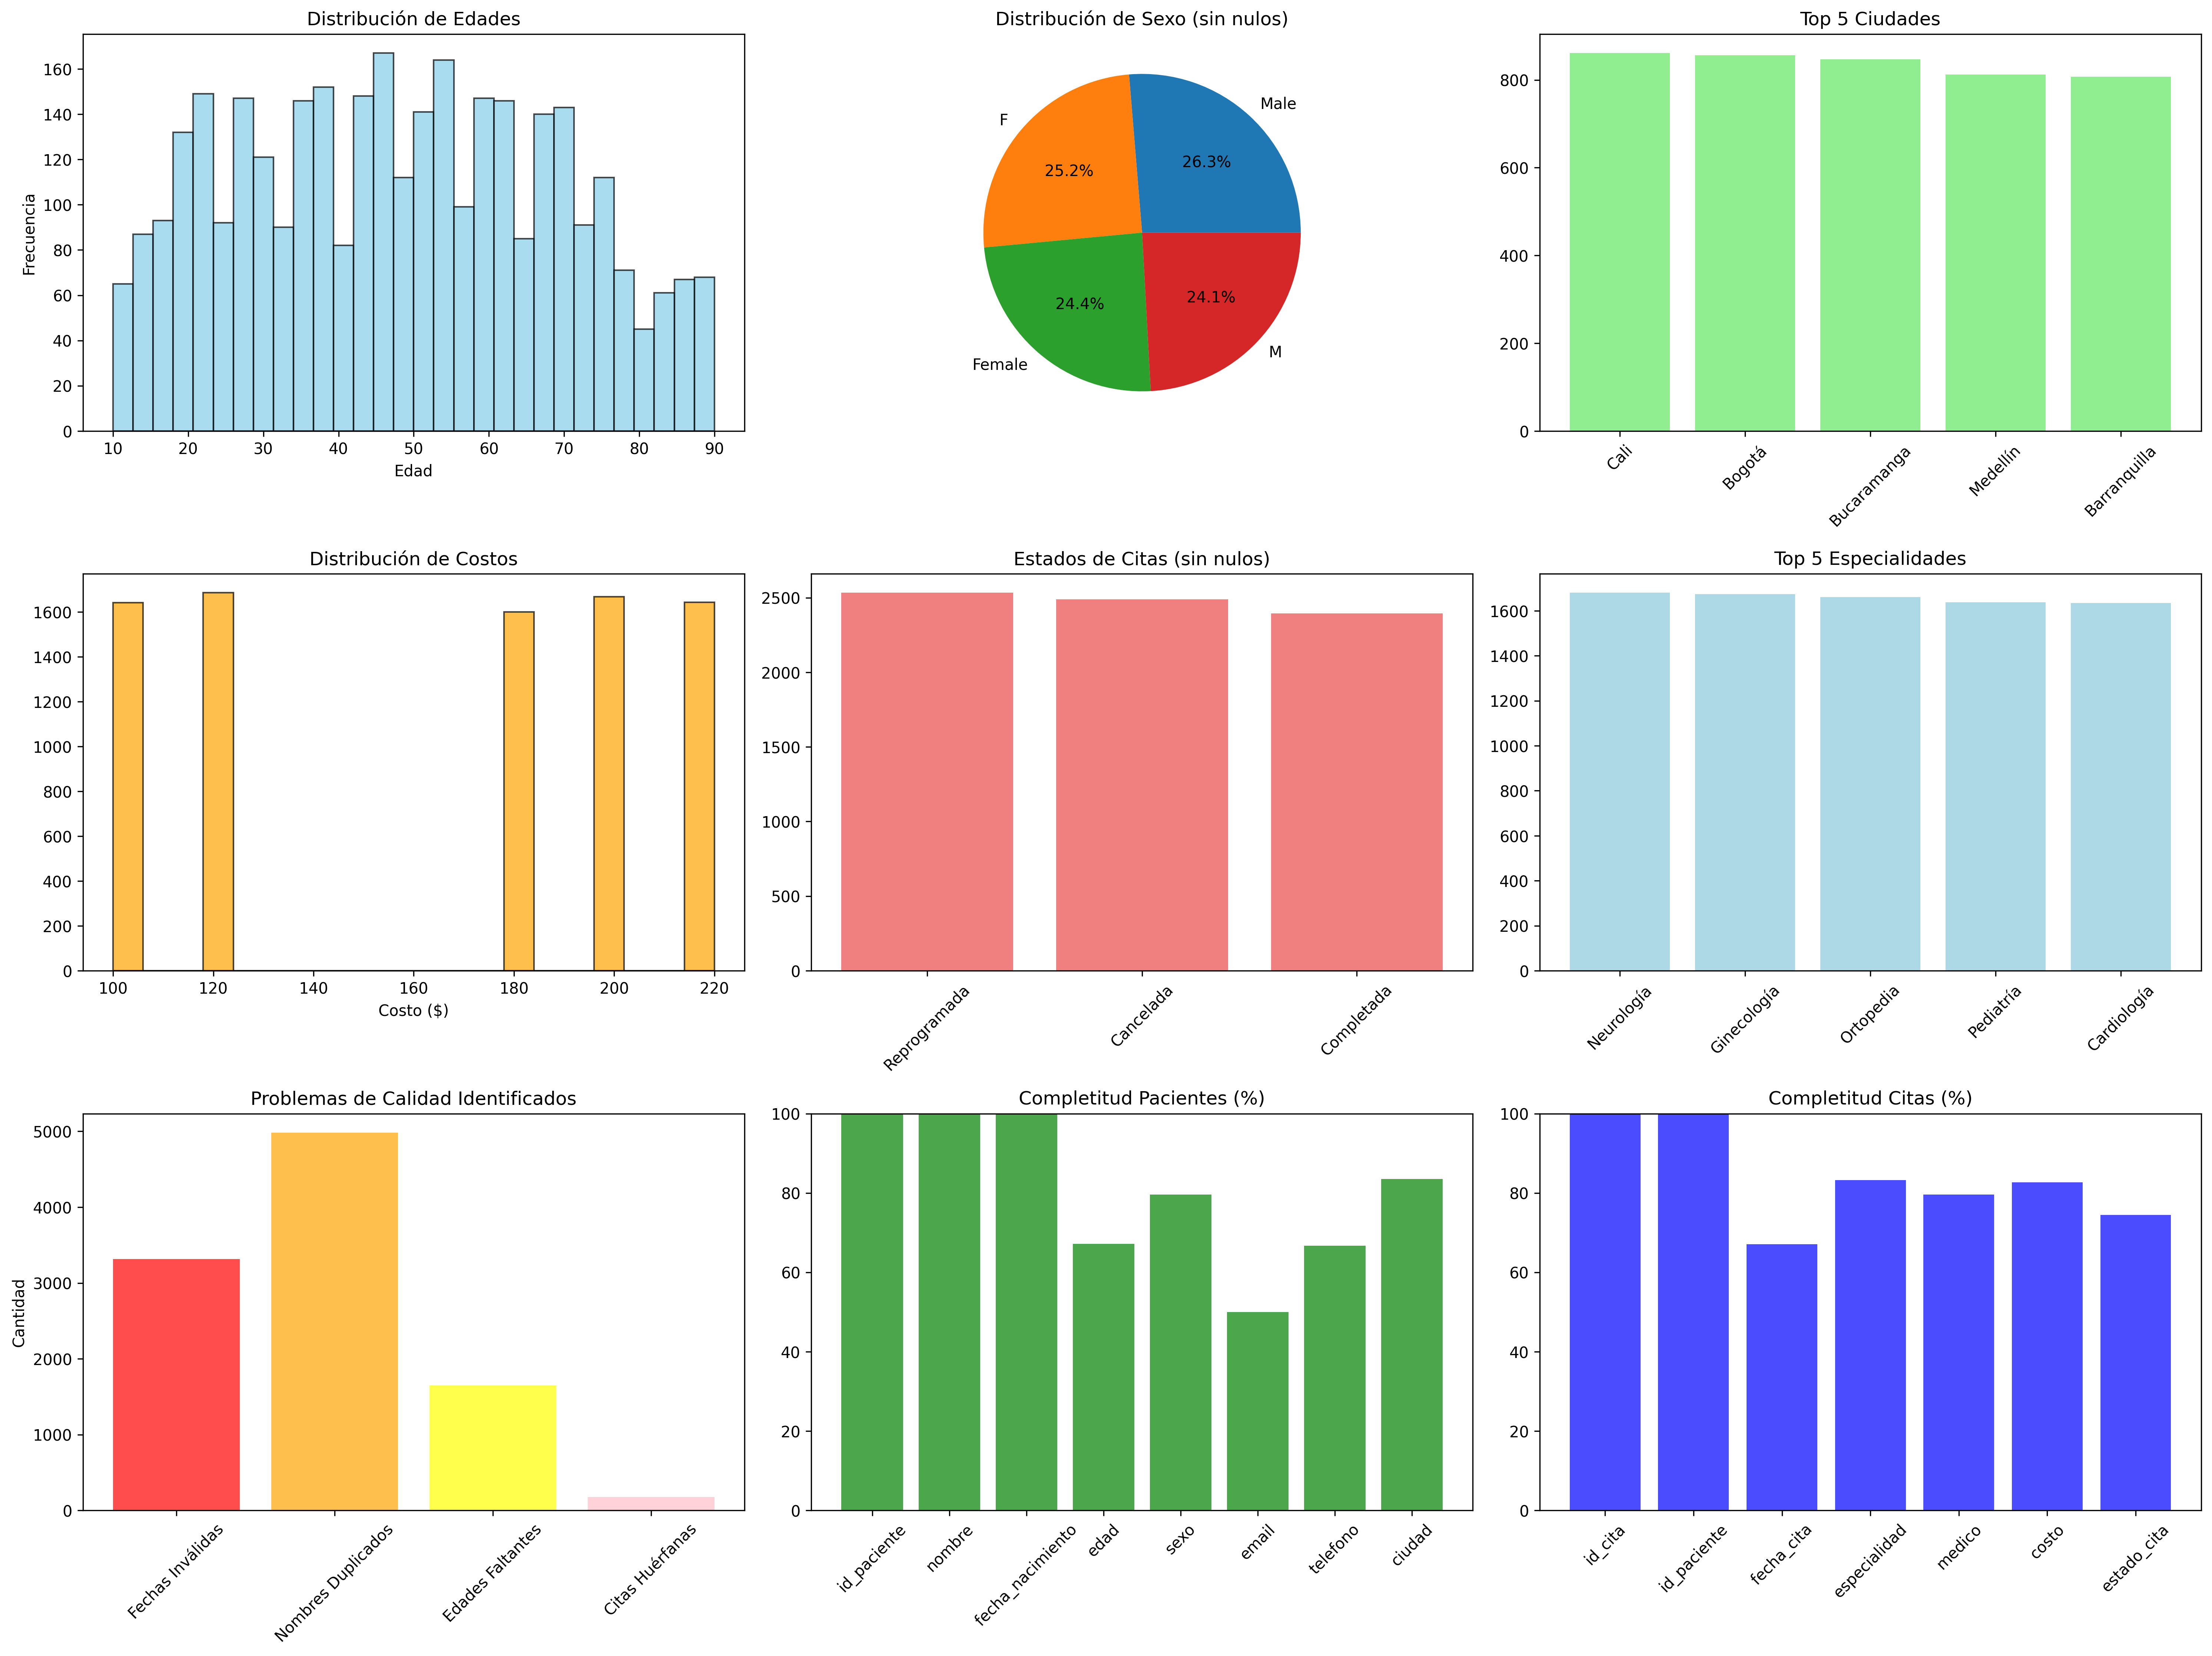 Distribución de Edades
Frecuencia
160
140
120
100
80
60
40
20
0
10 20 30 40 50 60 70 80 90
Edad
Distribución de Sexo (sin nulos)
Male
F
26.3%
25.2%
24.4%
24.1%
Female
M
Top 5 Ciudades
800
600
400
200
0
Cali
Bogotá
Bucaramanga
Medellín
Barranquilla
Distribución de Costos
1600
1400
1200
1000
800
600
400
200
0
100 120 140 160 180 200 220
Costo ($)
Estados de Citas (sin nulos)
2500
2000
1500
1000
500
0
Reprogramada
Cancelada
Completada
Top 5 Especialidades
1600
1400
1200
1000
800
600
400
200
0
Neurología
Ginecología
Ortopedia
Pediatría
Cardiología
Problemas de Calidad Identificados
Cantidad
5000
4000
3000
2000
1000
0
Fechas Inválidas
Nombres Duplicados
Edades Faltantes
Citas Huérfanas
Completitud Pacientes (%)
100
80
60
40
20
0
id_paciente
nombre
fecha_nacimiento
edad
sexo
email
telefono
ciudad
Completitud Citas (%)
100
80
60
40
20
0
id_cita
id_paciente
fecha_cita
especialidad
medico
costo
estado_cita